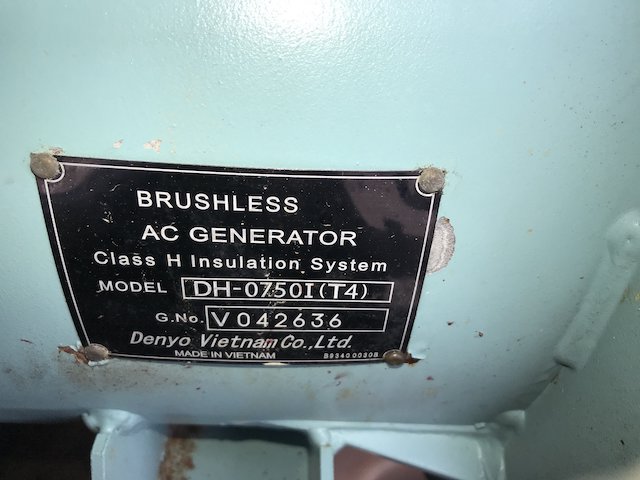 BRUSHLESS
AC GENERATOR
Class H Insulation System
MODEL DH-0750I(T4)
G.No. V042636
Denyo Vietnam Co.,Ltd.
MADE IN VIETNAM B93400030B